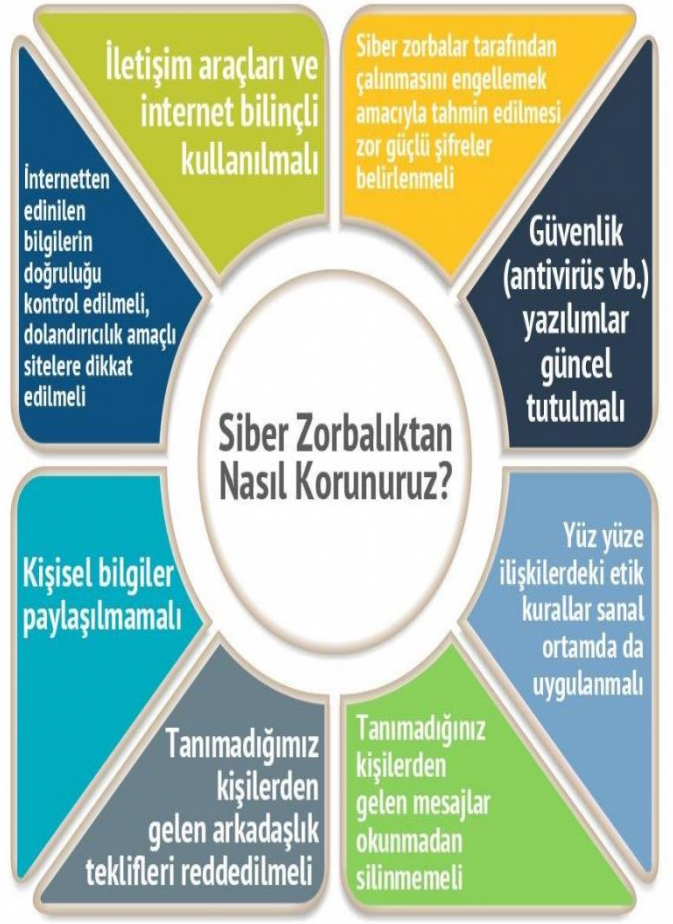 İletişim araçları ve
internet bilinçli
kullanılmalı
Siber zorbalar tarafından
çalınmasını engellemek
amacıyla tahmin edilmesi
zor güçlü şifreler
belirlenmeli
Güvenlik
(antivirüs vb.)
yazılımlar
güncel
tutulmalı
Yüz yüze
ilişkilerdeki etik
kurallar sanal
ortamda da
uygulanmalı
Tanımadığınız
kişilerden
gelen mesajlar
okunmadan
silinmemeli
Tanımadığımız
kişilerden
gelen arkadaşlık
teklifleri reddedilmeli
Kişisel bilgiler
paylaşılmamalı
İnternetten
edinilen
bilgilerin
doğruluğu
kontrol edilmeli,
dolandırıcılık amaçlı
sitelere dikkat
edilmeli
Siber Zorbalıktan
Nasıl Korunuruz?